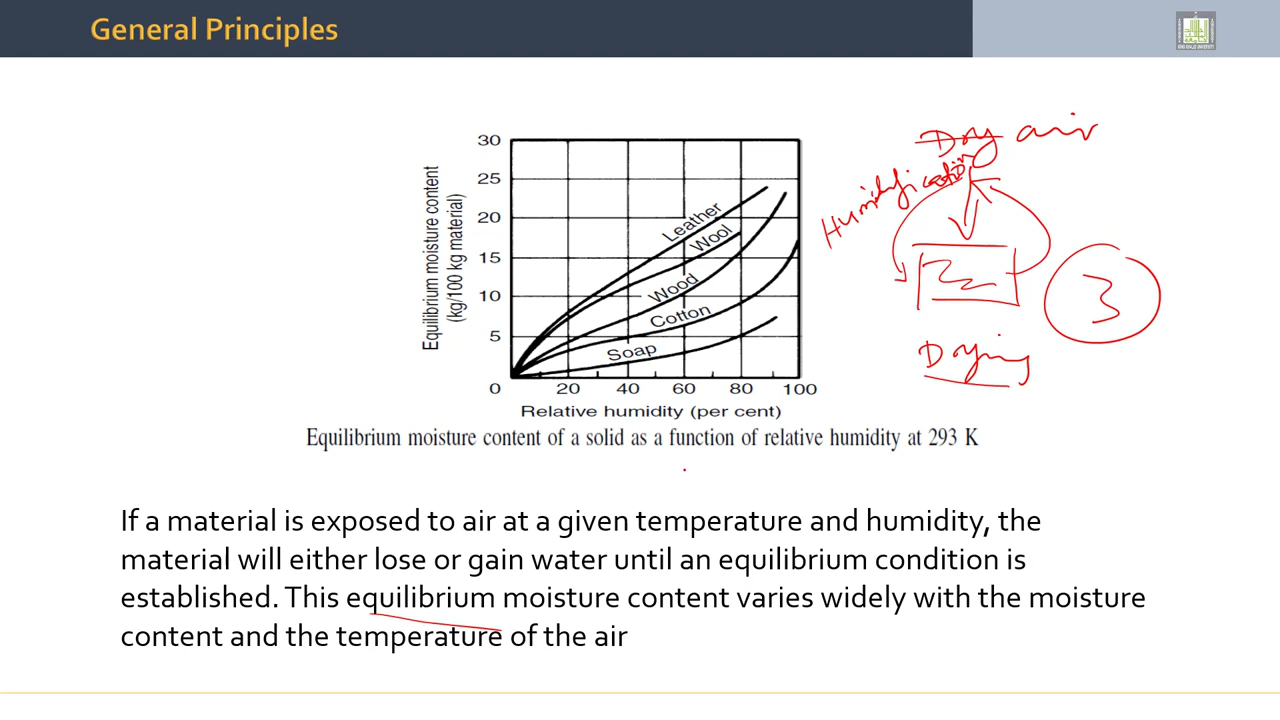 General Principles
KING KHALID UNIVERSITY
Dry air
Humidification
3
Drying
Equilibrium moisture content
(kg/100 kg material)
30
25
20
15
10
5
0
20
40
60
80
100
Leather
Wool
Wood
Cotton
Soap
Relative humidity (per cent)
Equilibrium moisture content of a solid as a function of relative humidity at 293 K
If a material is exposed to air at a given temperature and humidity, the
material will either lose or gain water until an equilibrium condition is
established. This equilibrium moisture content varies widely with the moisture
content and the temperature of the air